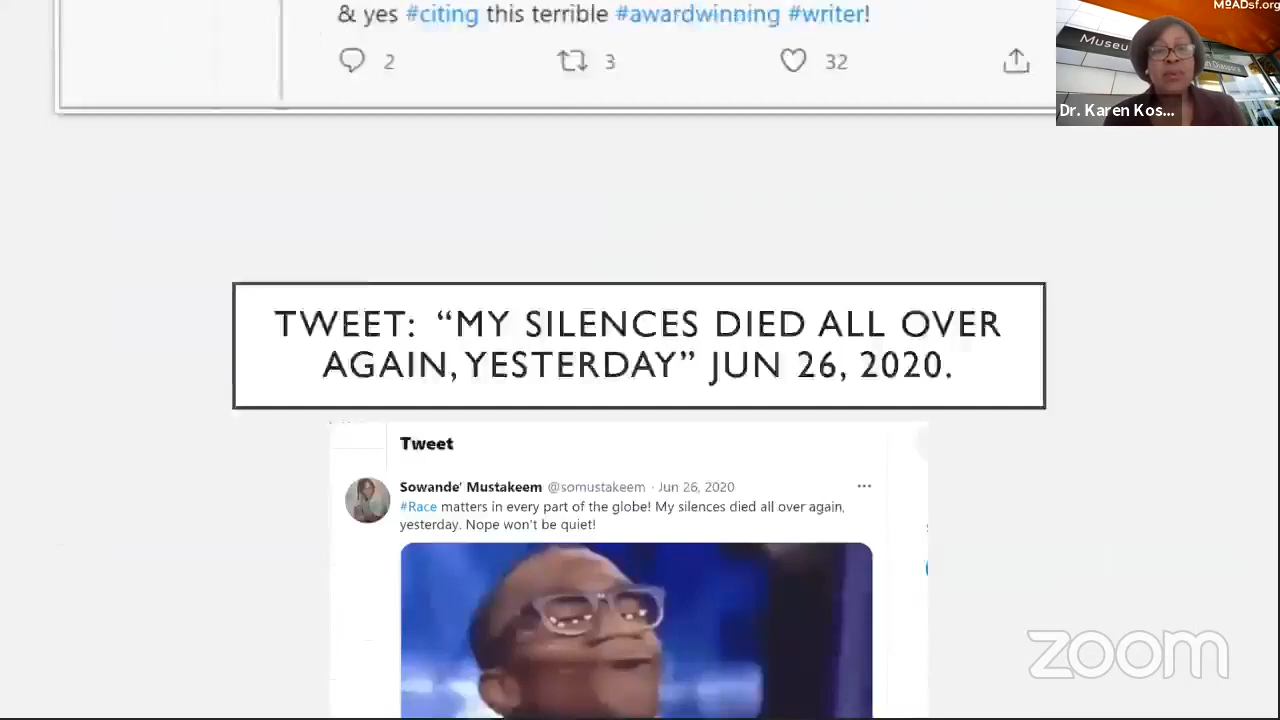 & yes #citing this terrible #awardwinning #writer!
2
3
32
MoADsf.org
Museu
Diaspora
Dr. Karen Kos...
TWEET: “MY SILENCES DIED ALL OVER
AGAIN, YESTERDAY” JUN 26, 2020.
Tweet
Sowande' Mustakeem @somustakeem · Jun 26, 2020
#Race matters in every part of the globe! My silences died all over again,
yesterday. Nope won't be quiet!
zoom